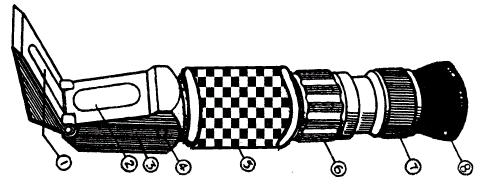 ① ② ③ ④ ⑤ ⑥ ⑦ ⑧